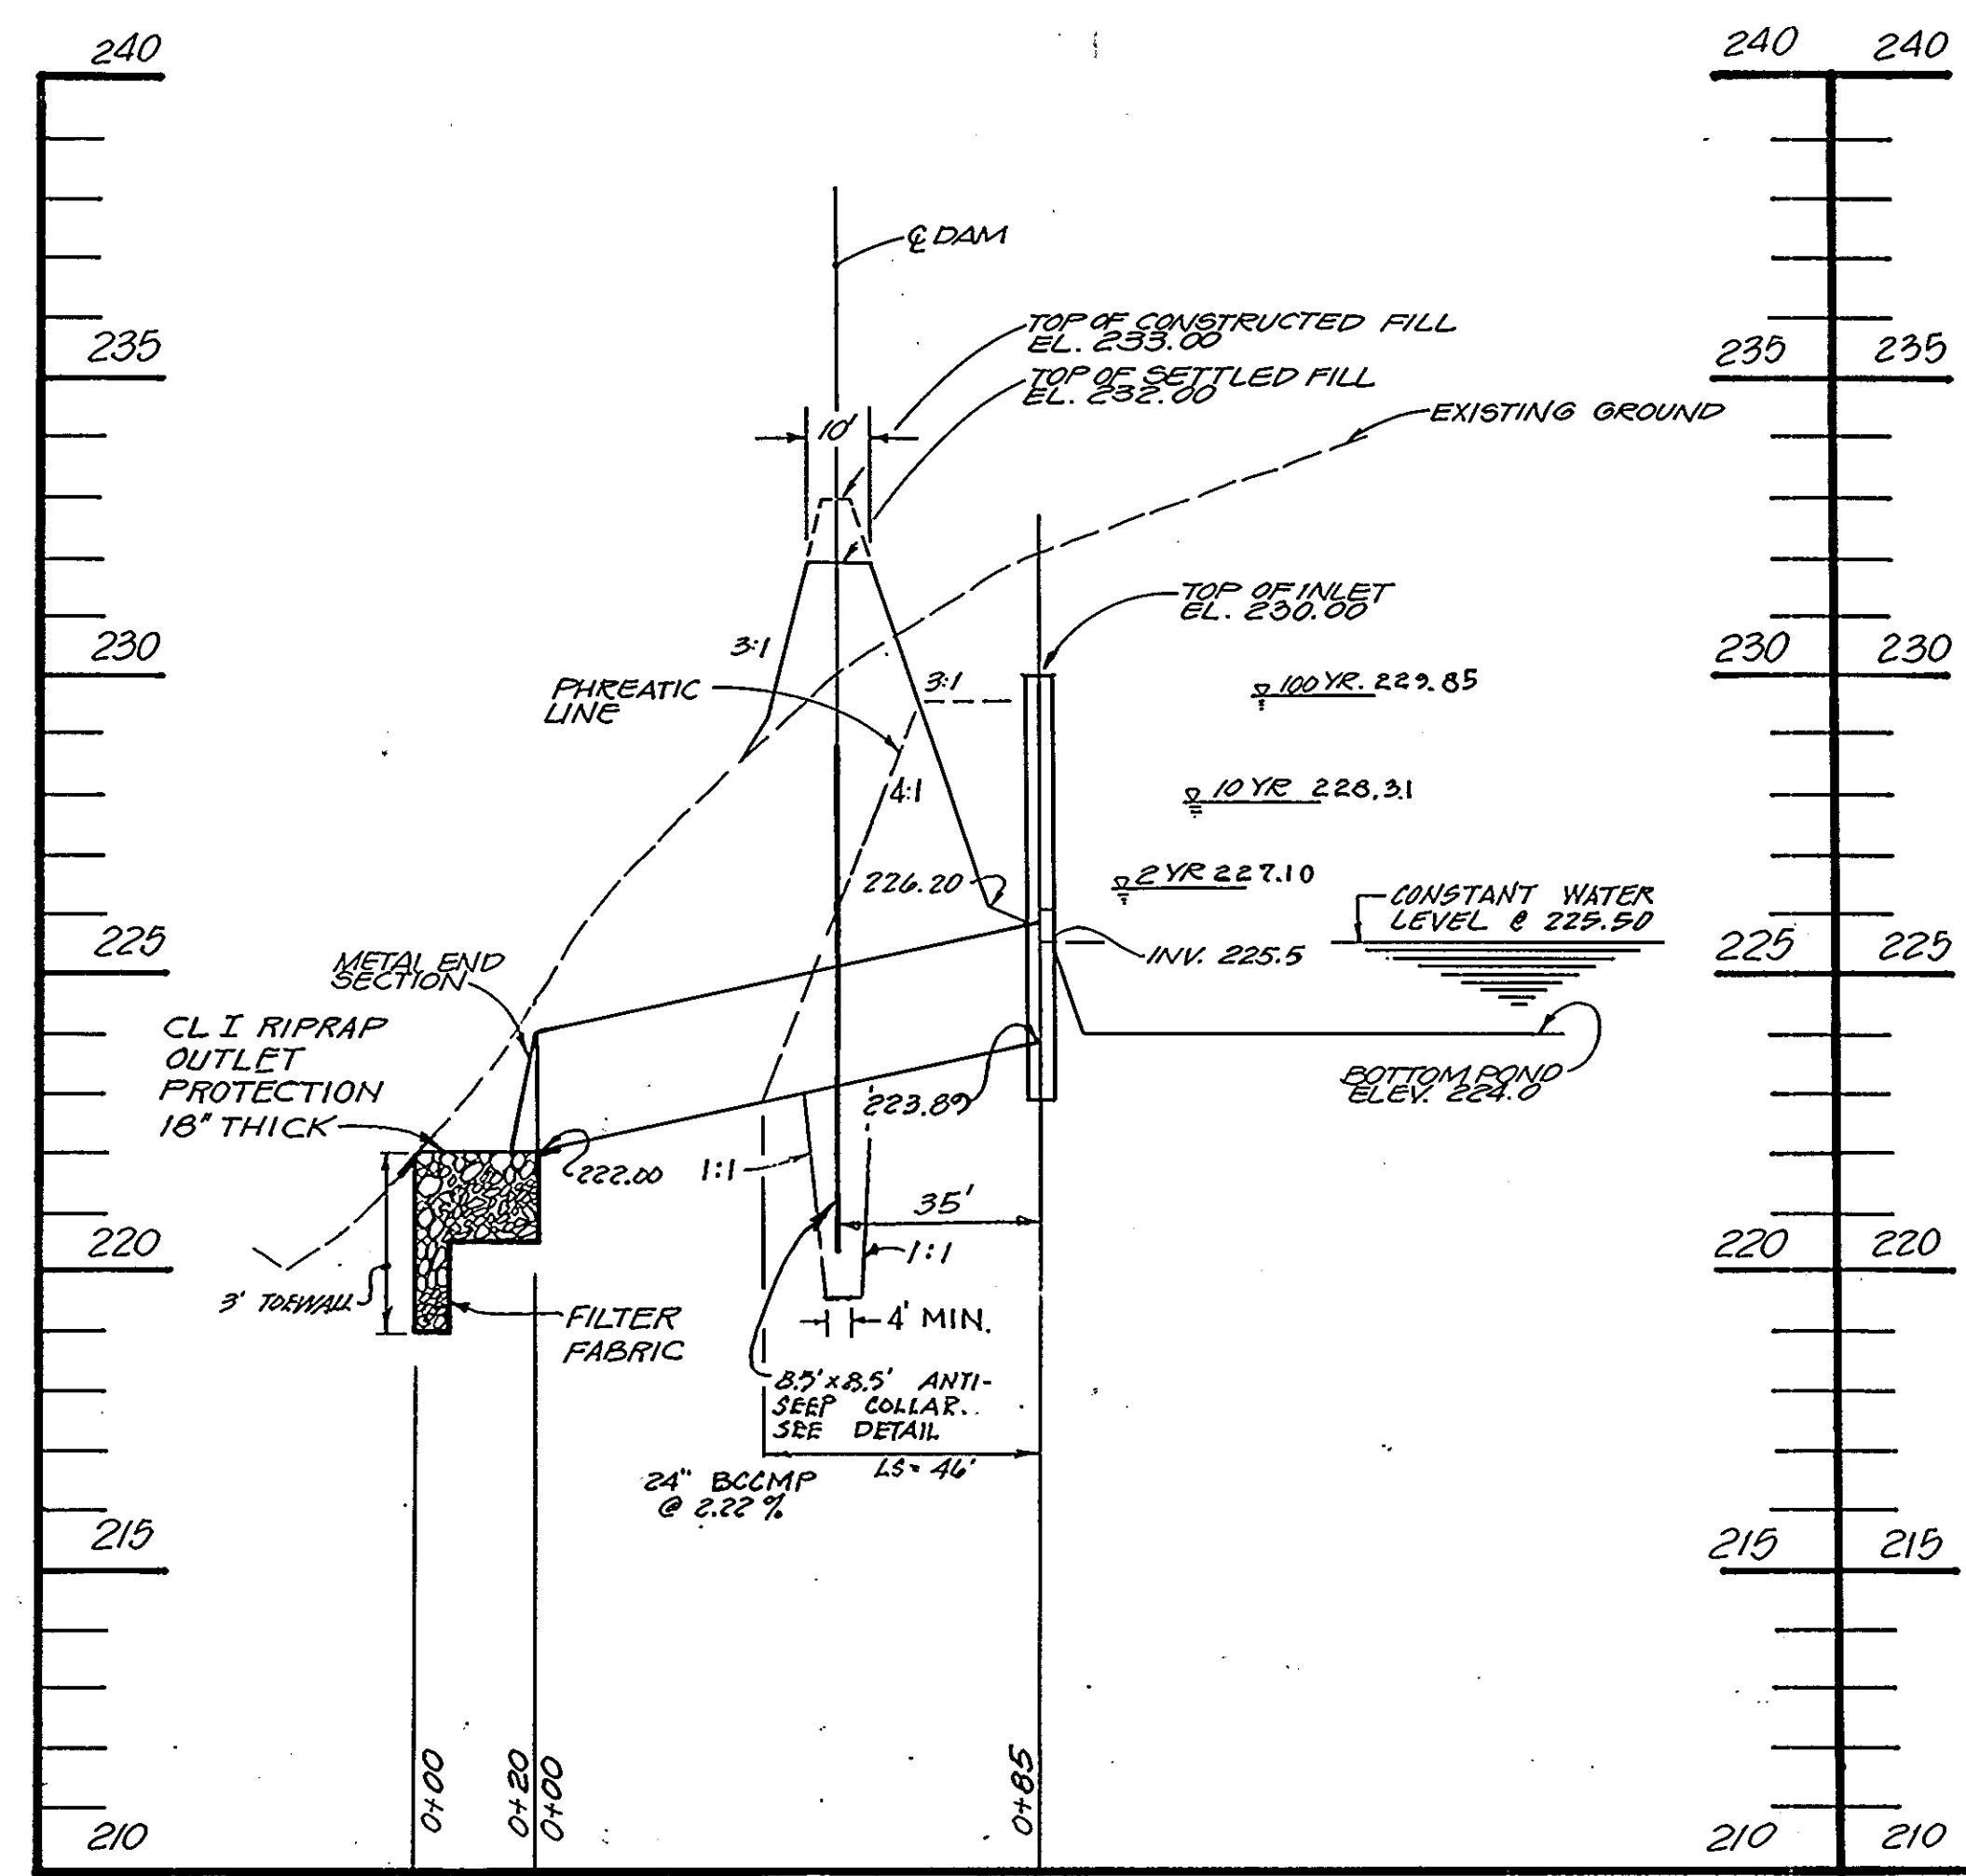 240
240 240
℄ DAM
TOP OF CONSTRUCTED FILL
EL. 233.00
235
235 235
TOP OF SETTLED FILL
EL. 232.00
EXISTING GROUND
10'
TOP OF INLET
EL. 230.00
230
3:1
230 230
PHREATIC
LINE
3:1
100 YR. 229.85
4:1
10 YR 228.31
2 YR 227.10
226.20
CONSTANT WATER
LEVEL @ 225.50
225
225 225
INV. 225.5
METAL END
SECTION
CL I RIPRAP
OUTLET
PROTECTION
18" THICK
BOTTOM POND
ELEV. 224.0
223.89
222.00
1:1
35'
220
1:1
220 220
3' TOEWALL
FILTER
FABRIC
4' MIN.
8.5' x 8.5' ANTI-
SEEP COLLAR.
SEE DETAIL
LS = 46'
24" BCCMP
@ 2.22 %
215
215 215
0+00
0+20
0+00
0+85
210
210 210